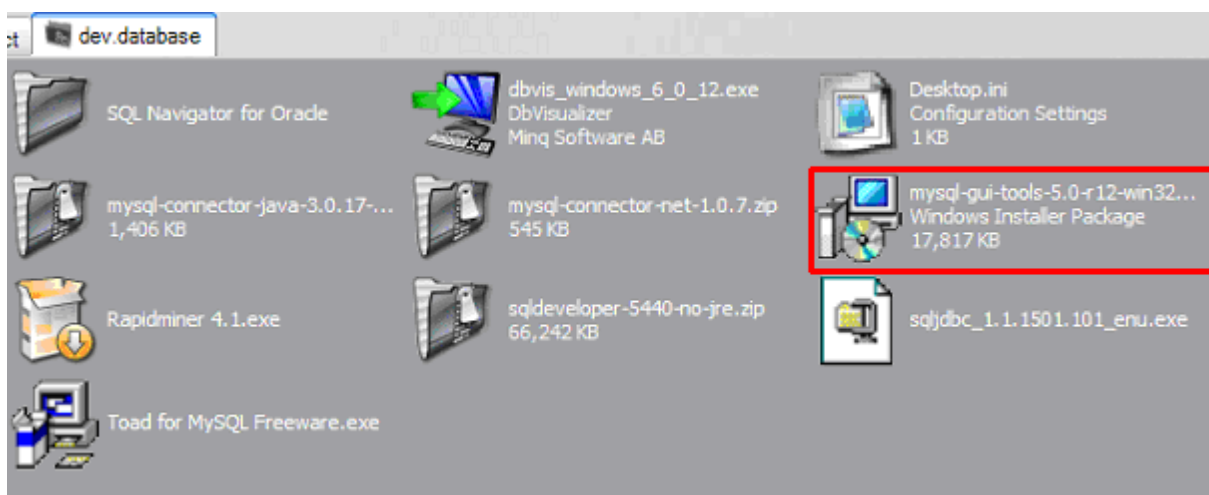 ct dev.database
SQL Navigator for Oracle
dbvis_windows_6_0_12.exe
DbVisualizer
Minq Software AB
Desktop.ini
Configuration Settings
1 KB
mysql-connector-java-3.0.17-...
1,406 KB
mysql-connector-net-1.0.7.zip
545 KB
mysql-gui-tools-5.0-r12-win32...
Windows Installer Package
17,817 KB
Rapidminer 4.1.exe
sqldeveloper-5440-no-jre.zip
66,242 KB
sqljdbc_1.1.1501.101_enu.exe
Toad for MySQL Freeware.exe